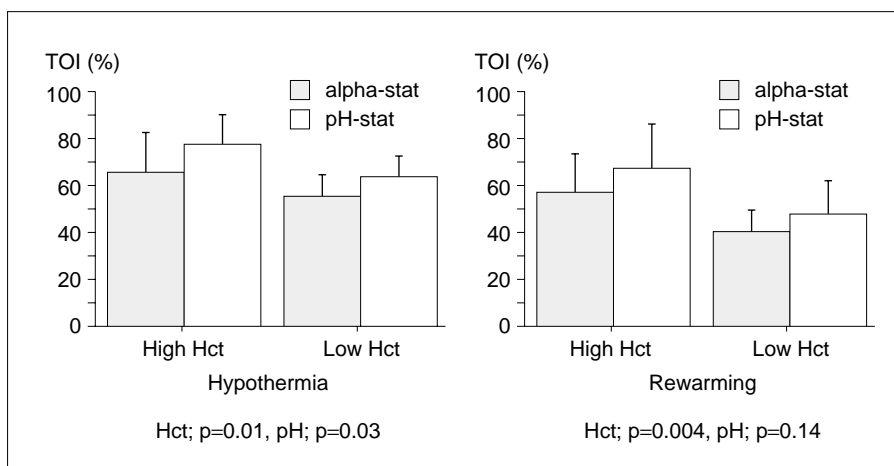 TOI (%)
alpha-stat
pH-stat
100
80
60
40
20
0
High Hct Low Hct
Hypothermia
Hct; p=0.01, pH; p=0.03
TOI (%)
alpha-stat
pH-stat
100
80
60
40
20
0
High Hct Low Hct
Rewarming
Hct; p=0.004, pH; p=0.14